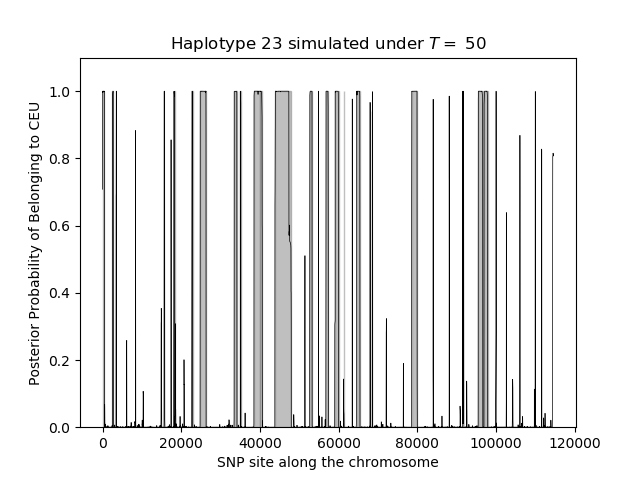 Haplotype 23 simulated under T = 50
Posterior Probability of Belonging to CEU
1.0
0.8
0.6
0.4
0.2
0.0
0 20000 40000 60000 80000 100000 120000
SNP site along the chromosome